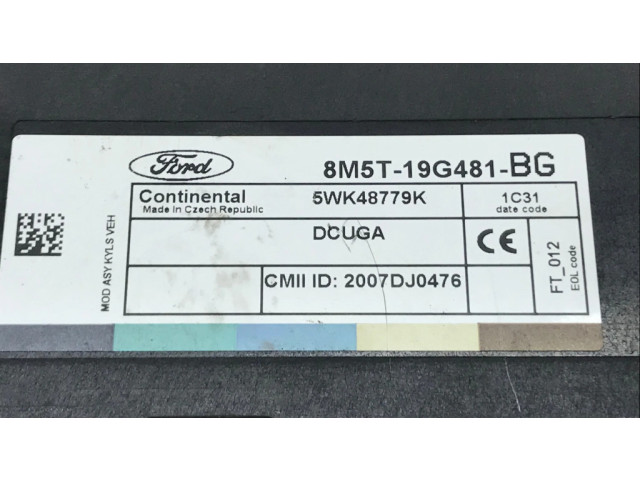 Ford
8M5T-19G481-BG
Continental
Made in Czech Republic
5WK48779K
1C31
date code
DCUGA
CE
CMII ID: 2007DJ0476
FT_012
EOL code
MOD ASY KYLS VEH